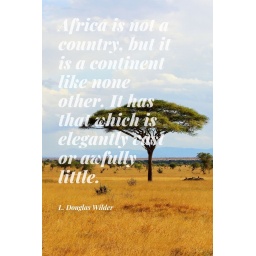 Africa is not a
country, but it
is a continent
like none
other. It has
that which is
elegantly vast
or awfully
little.
L. Douglas Wilder